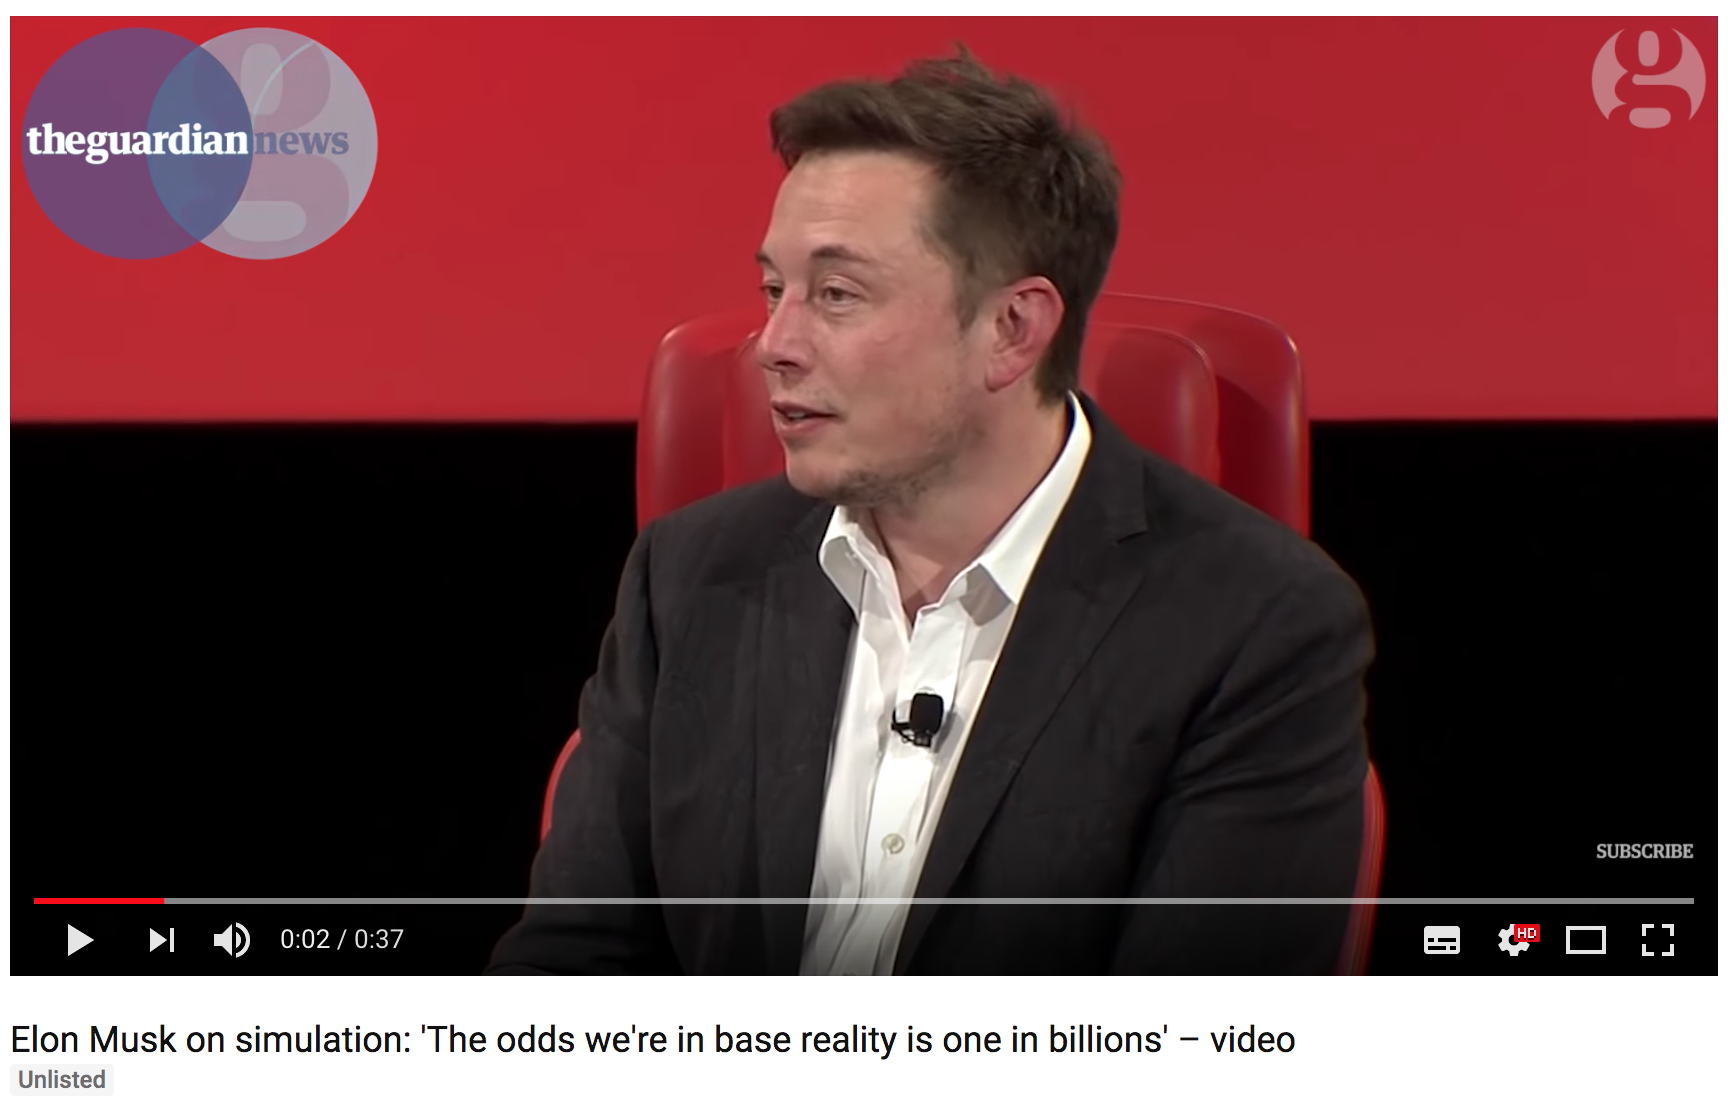 theguardian news
SUBSCRIBE
0:02 / 0:37
HD
Elon Musk on simulation: 'The odds we're in base reality is one in billions' – video
Unlisted